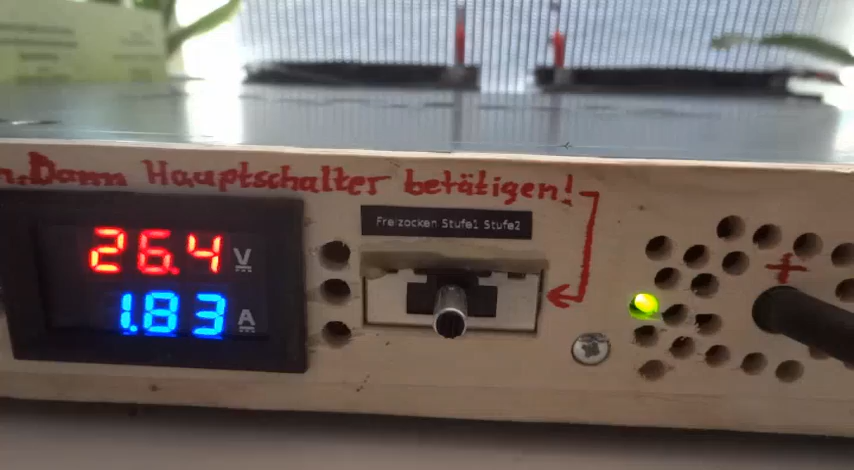 n. Dann Hauptschalter betätigen!
Freizocken Stufe1 Stufe2
26.4 V
1.83 A
+